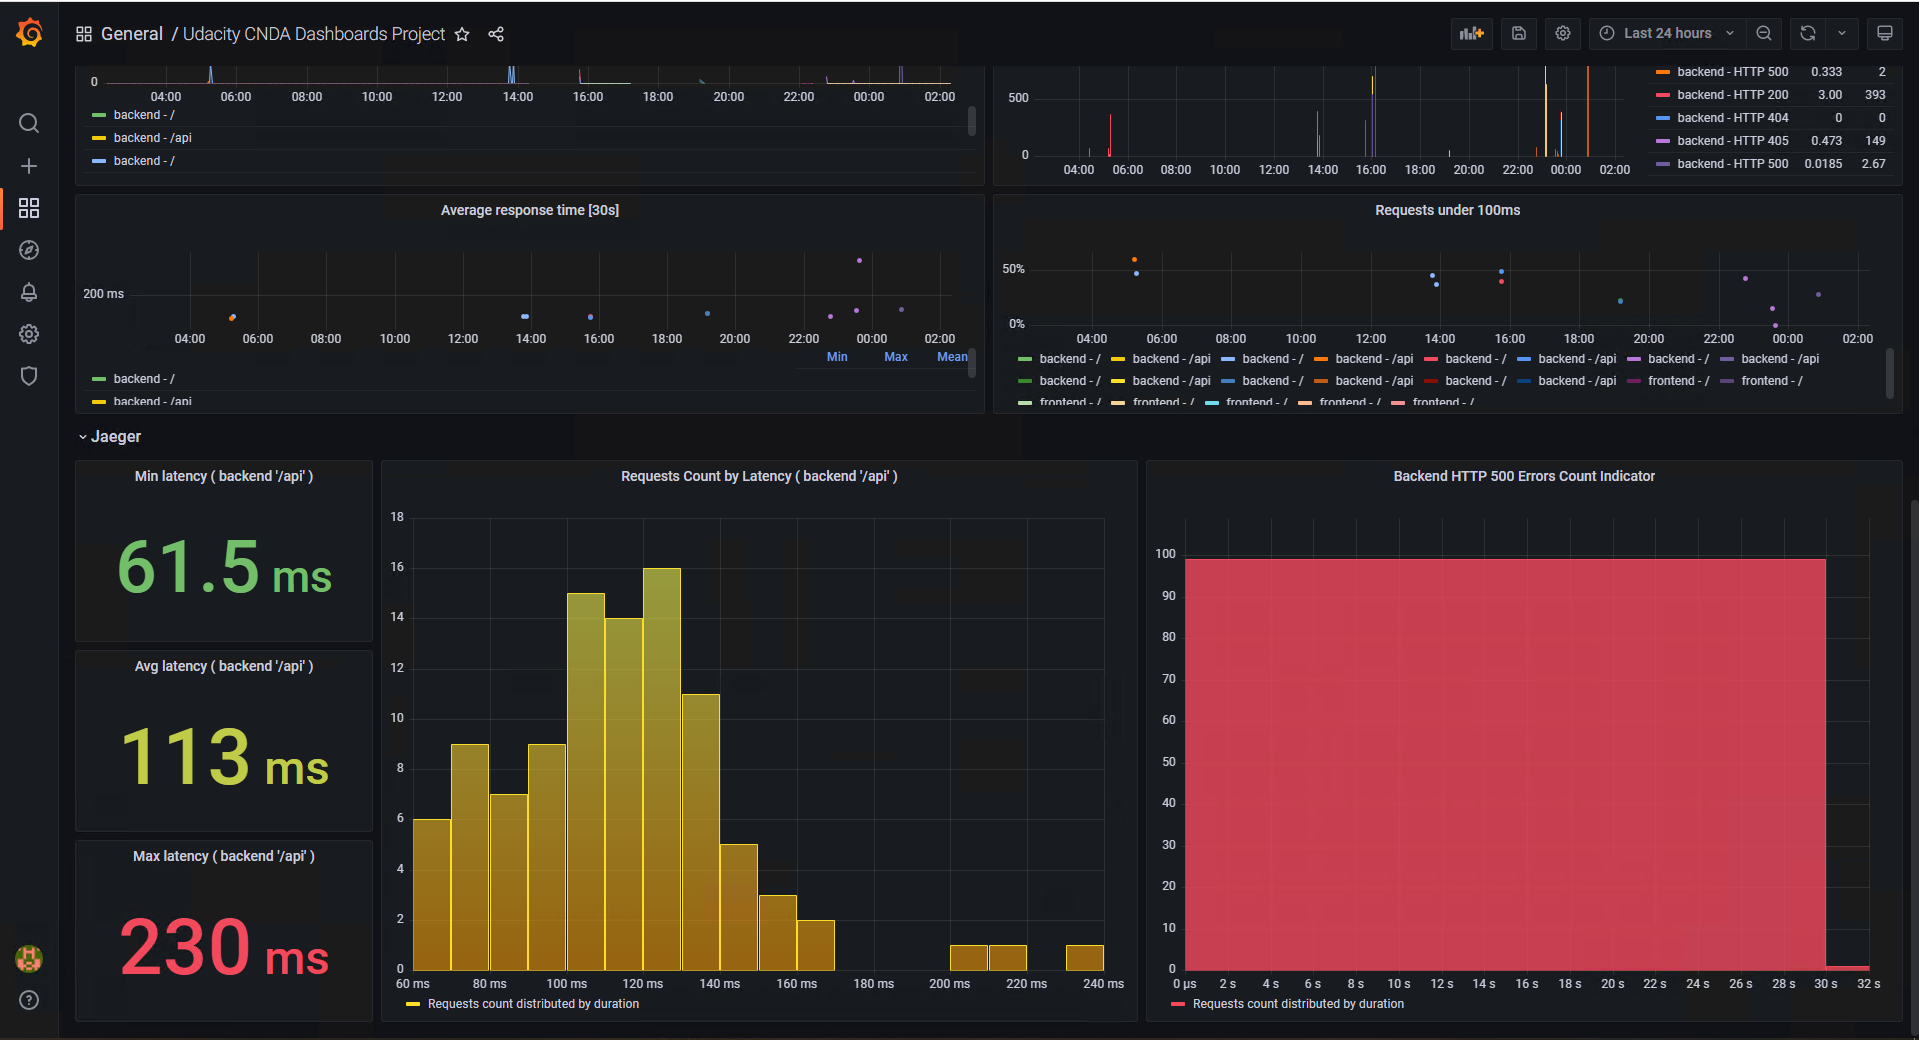 General / Udacity CNDA Dashboards Project
Last 24 hours
0
04:00 06:00 08:00 10:00 12:00 14:00 16:00 18:00 20:00 22:00 00:00 02:00
backend - /
backend - /api
backend - /
500
0
04:00 06:00 08:00 10:00 12:00 14:00 16:00 18:00 20:00 22:00 00:00 02:00
backend - HTTP 500 0.333 2
backend - HTTP 200 3.00 393
backend - HTTP 404 0 0
backend - HTTP 405 0.473 149
backend - HTTP 500 0.0185 2.67
Average response time [30s]
200 ms
04:00 06:00 08:00 10:00 12:00 14:00 16:00 18:00 20:00 22:00 00:00 02:00
Min Max Mean
backend - /
backend - /api
Requests under 100ms
50%
0%
04:00 06:00 08:00 10:00 12:00 14:00 16:00 18:00 20:00 22:00 00:00 02:00
backend - / backend - /api backend - / backend - /api backend - / backend - /api backend - / backend - /api
backend - / backend - /api backend - / backend - /api backend - / backend - /api frontend - / frontend - /
frontend - / frontend - / frontend - / frontend - / frontend - /
Jaeger
Min latency ( backend '/api' )
61.5 ms
Avg latency ( backend '/api' )
113 ms
Max latency ( backend '/api' )
230 ms
Requests Count by Latency ( backend '/api' )
18
16
14
12
10
8
6
4
2
0
60 ms 80 ms 100 ms 120 ms 140 ms 160 ms 180 ms 200 ms 220 ms 240 ms
Requests count distributed by duration
Backend HTTP 500 Errors Count Indicator
100
90
80
70
60
50
40
30
20
10
0
0 µs 2 s 4 s 6 s 8 s 10 s 12 s 14 s 16 s 18 s 20 s 22 s 24 s 26 s 28 s 30 s 32 s
Requests count distributed by duration